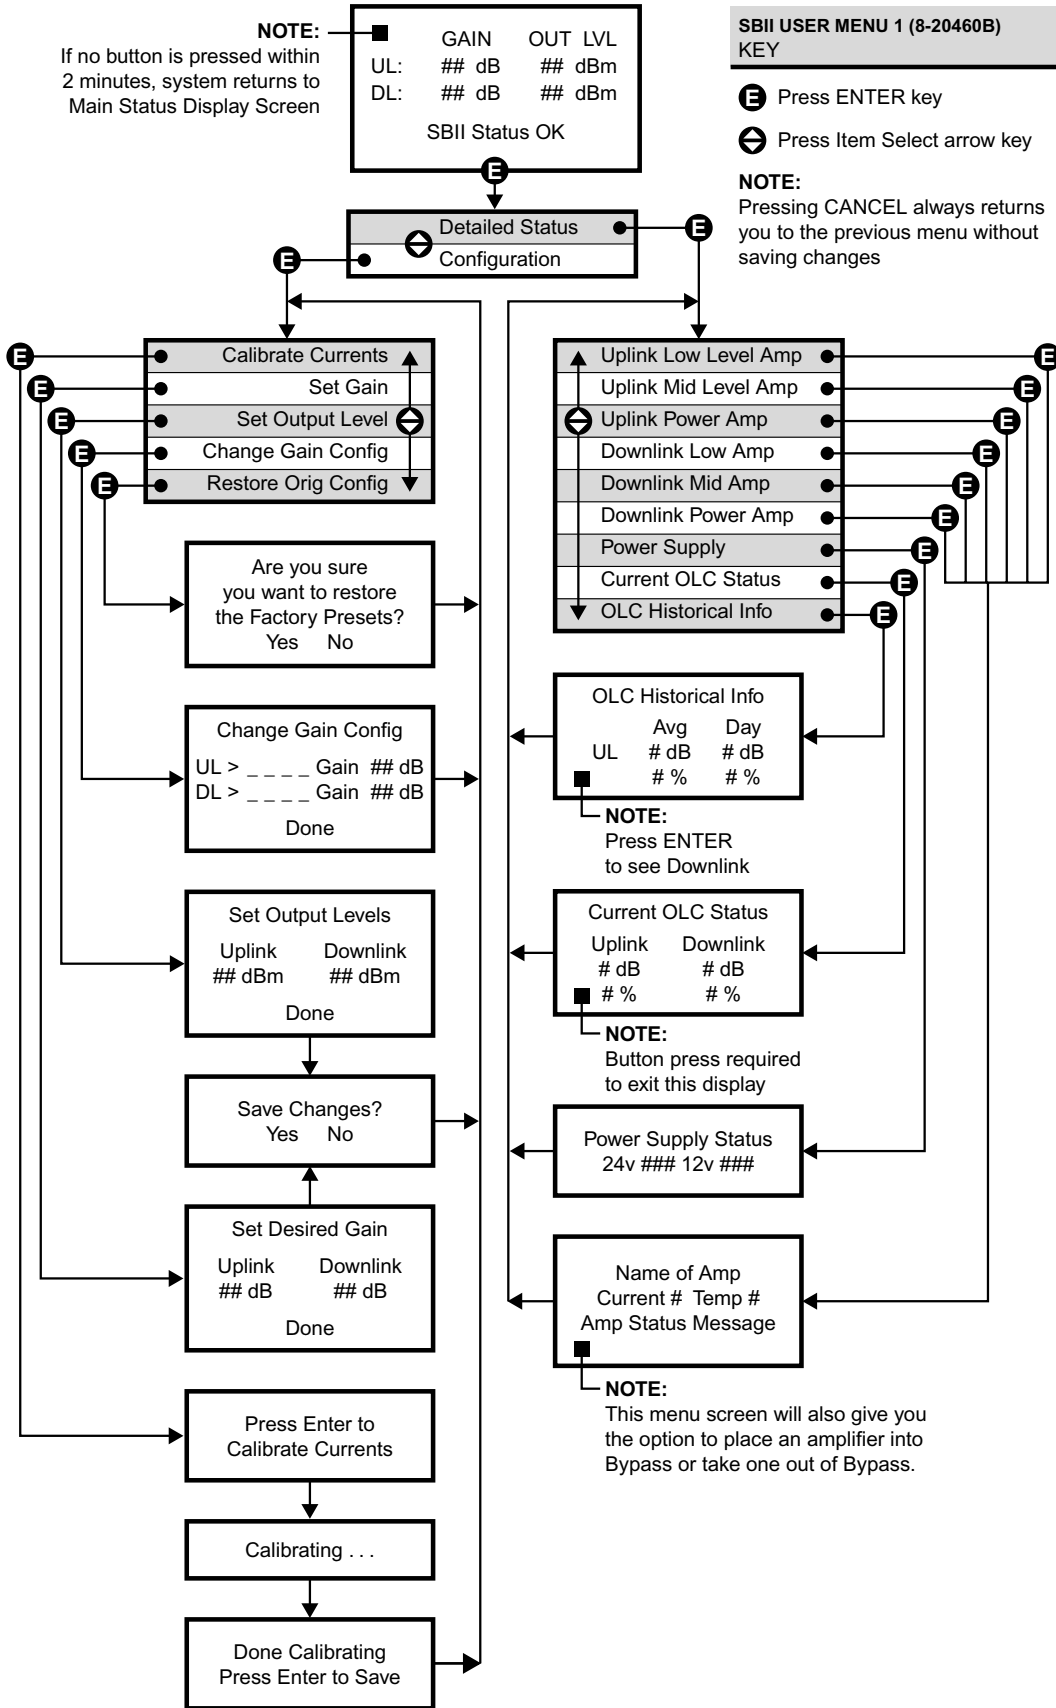 NOTE:
If no button is pressed within
2 minutes, system returns to
Main Status Display Screen
GAIN OUT LVL
UL: ## dB ## dBm
DL: ## dB ## dBm
SBII Status OK
SBII USER MENU 1 (8-20460B)
KEY
E Press ENTER key
Press Item Select arrow key
NOTE:
Pressing CANCEL always returns
you to the previous menu without
saving changes
E
Detailed Status E
E Configuration
E Calibrate Currents
E Set Gain
E Set Output Level
E Change Gain Config
E Restore Orig Config
Uplink Low Level Amp E
Uplink Mid Level Amp E
Uplink Power Amp E
Downlink Low Amp E
Downlink Mid Amp E
Downlink Power Amp E
Power Supply E
Current OLC Status E
OLC Historical Info E
Are you sure
you want to restore
the Factory Presets?
Yes No
Change Gain Config
UL > _ _ _ _ Gain ## dB
DL > _ _ _ _ Gain ## dB
Done
Set Output Levels
Uplink Downlink
## dBm ## dBm
Done
Save Changes?
Yes No
Set Desired Gain
Uplink Downlink
## dB ## dB
Done
Press Enter to
Calibrate Currents
Calibrating . . .
Done Calibrating
Press Enter to Save
OLC Historical Info
Avg Day
UL # dB # dB
# % # %
NOTE:
Press ENTER
to see Downlink
Current OLC Status
Uplink Downlink
# dB # dB
# % # %
NOTE:
Button press required
to exit this display
Power Supply Status
24v ### 12v ###
Name of Amp
Current # Temp #
Amp Status Message
NOTE:
This menu screen will also give you
the option to place an amplifier into
Bypass or take one out of Bypass.